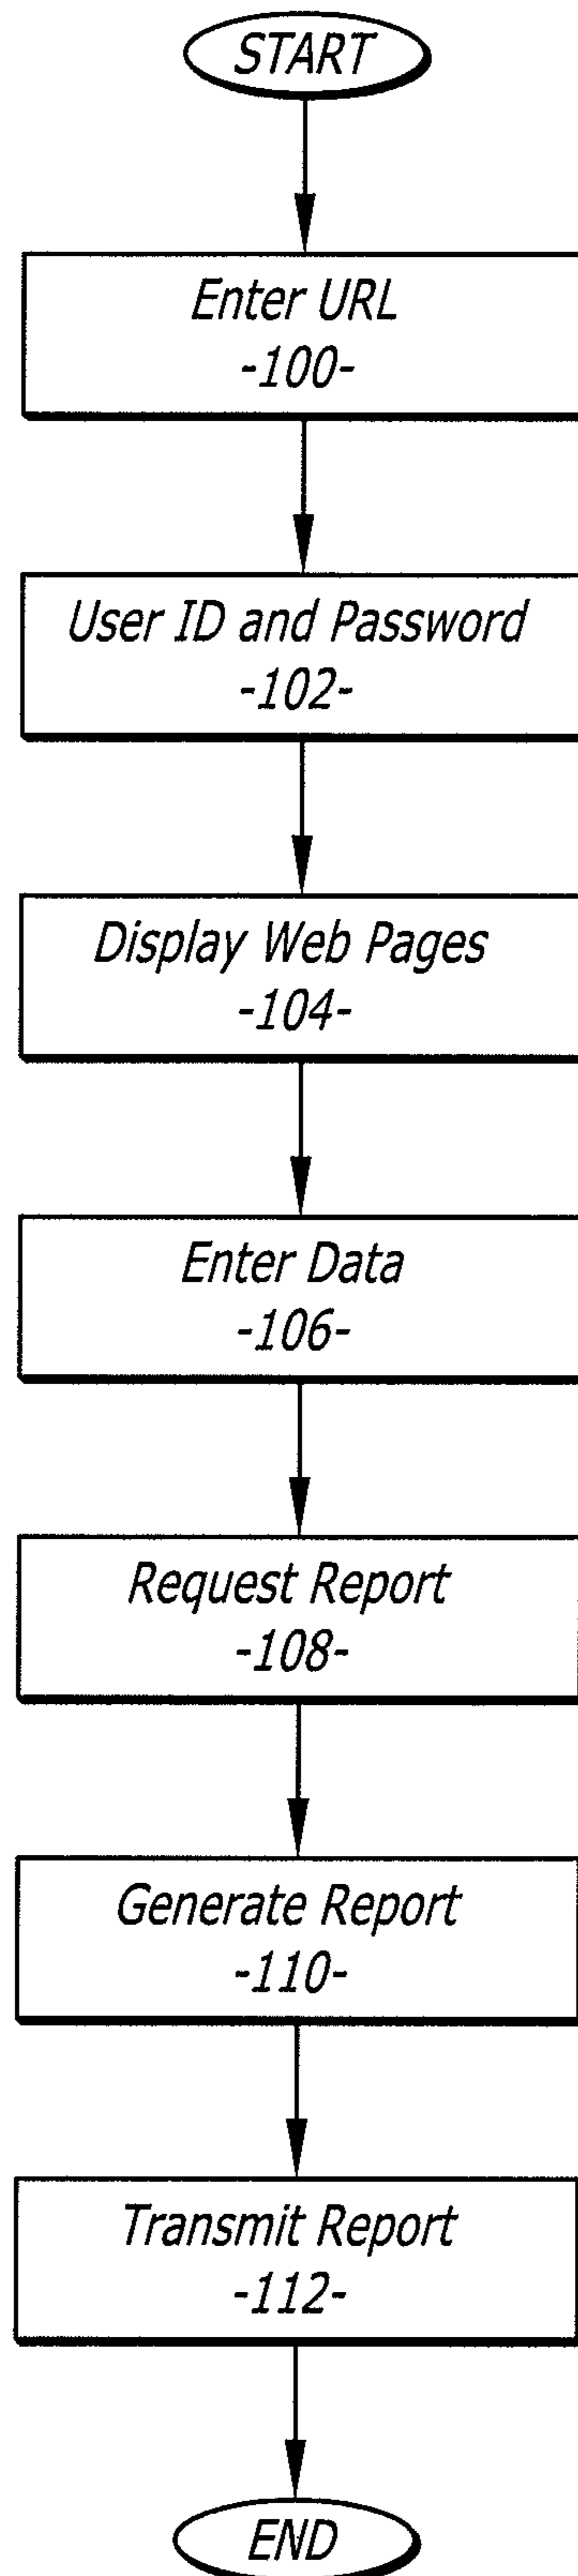 START
Enter URL
-100-
User ID and Password
-102-
Display Web Pages
-104-
Enter Data
-106-
Request Report
-108-
Generate Report
-110-
Transmit Report
-112-
END